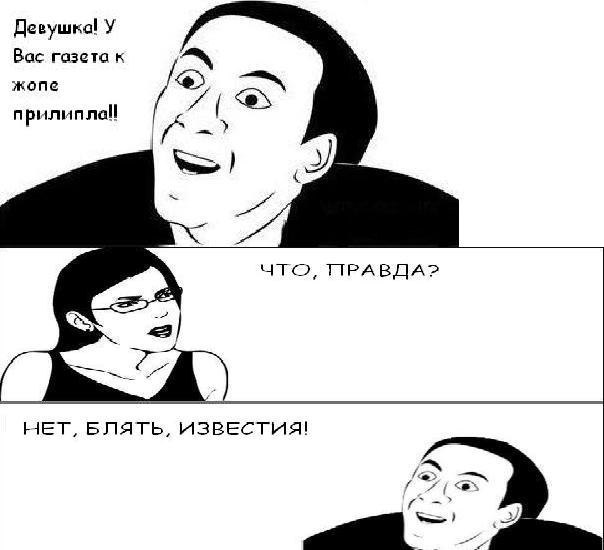 Девушка! У
Вас газета к
жопе
прилипла!!
ЧТО, ПРАВДА?
НЕТ, БЛЯТЬ, ИЗВЕСТИЯ!